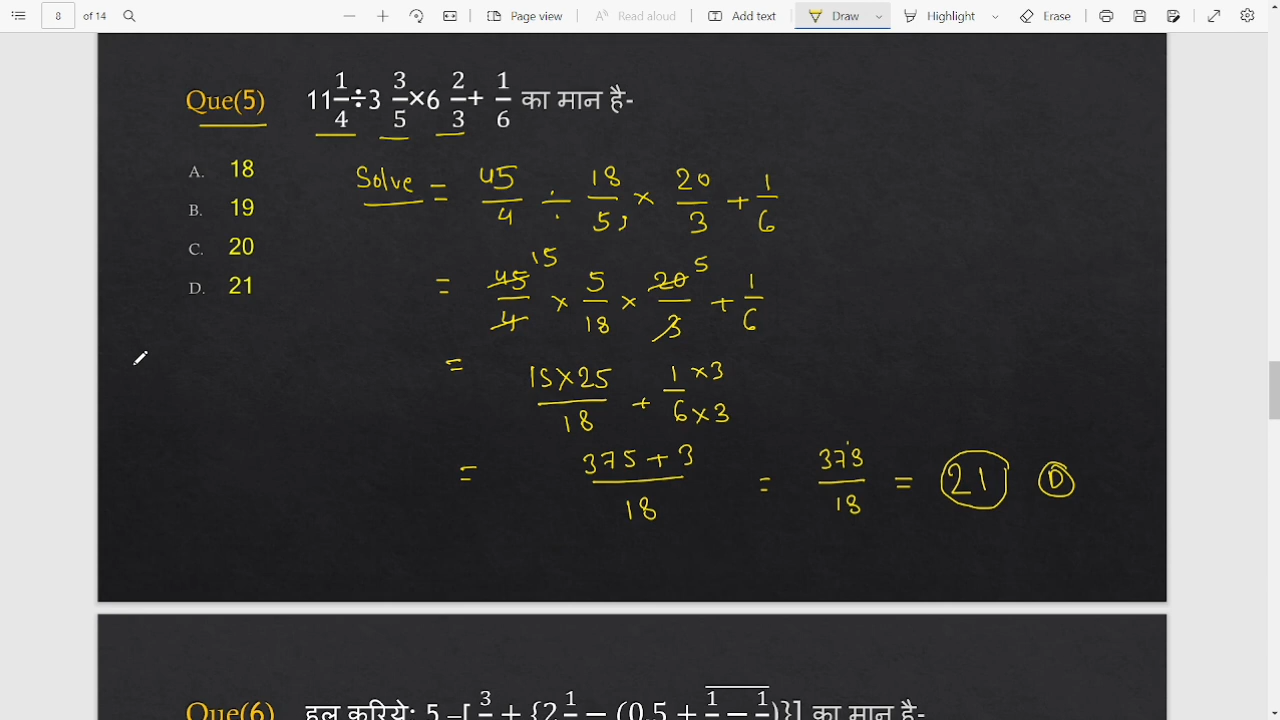 8 of 14 Page view Read aloud Add text Draw Highlight Erase
Que(5) 11 1/4 ÷ 3 3/5 × 6 2/3 + 1/6 का मान है-
A. 18
B. 19
C. 20
D. 21
Solve = 45/4 ÷ 18/5, × 20/3 + 1/6
= 45/4 15 × 5/18 × 20/3 5 + 1/6
= 15×25/18 + 1×3/6×3
= 375+3/18 = 378/18 = 21 D
Que(6) हल करिये: 5 –[ 3 + {2 1 – (0.5 + 1 – 1)}] का मान है-